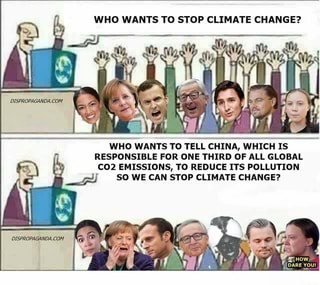 WHO WANTS TO STOP CLIMATE CHANGE?
DISPROPAGANDA.COM
WHO WANTS TO TELL CHINA, WHICH IS
RESPONSIBLE FOR ONE THIRD OF ALL GLOBAL
CO2 EMISSIONS, TO REDUCE ITS POLLUTION
SO WE CAN STOP CLIMATE CHANGE?
DISPROPAGANDA.COM
HOW
DARE YOU!